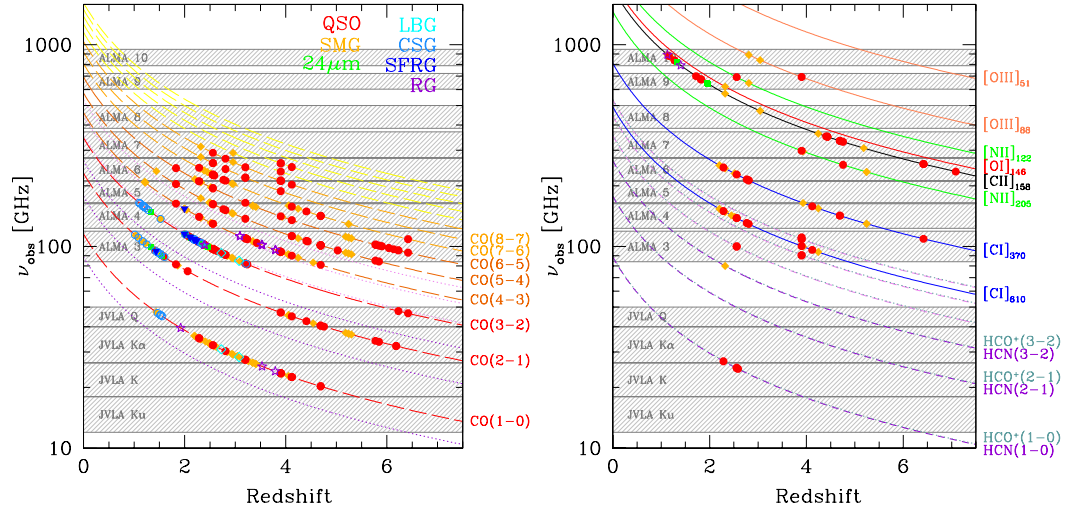 QSO LBG
SMG CSG
24μm SFRG
RG
1000
100
10
ν_obs [GHz]
ALMA 10
ALMA 9
ALMA 8
ALMA 7
ALMA 6
ALMA 5
ALMA 4
ALMA 3
JVLA Q
JVLA Kα
JVLA K
JVLA Ku
CO(8-7)
CO(7-6)
CO(6-5)
CO(5-4)
CO(4-3)
CO(3-2)
CO(2-1)
CO(1-0)
0 2 4 6
Redshift
1000
100
10
ν_obs [GHz]
ALMA
ALMA 9
ALMA 8
ALMA 7
ALMA 6
ALMA 5
ALMA 4
ALMA 3
JVLA Q
JVLA Kα
JVLA K
JVLA Ku
[OIII]51
[OIII]88
[NII]122
[OI]146
[CII]158
[NII]205
[CI]370
[CI]610
HCO⁺(3-2)
HCN(3-2)
HCO⁺(2-1)
HCN(2-1)
HCO⁺(1-0)
HCN(1-0)
0 2 4 6
Redshift